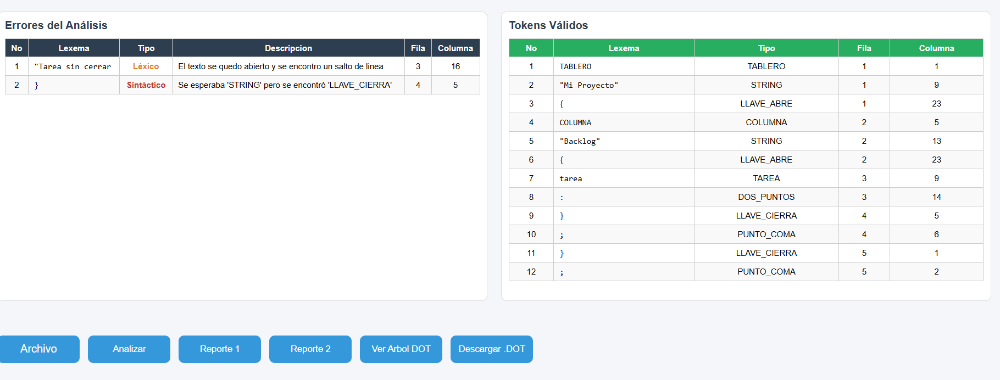 Errores del Análisis
No Lexema Tipo Descripcion Fila Columna
1 "Tarea sin cerrar Léxico El texto se quedo abierto y se encontro un salto de linea 3 16
2 } Sintáctico Se esperaba 'STRING' pero se encontró 'LLAVE_CIERRA' 4 5
Tokens Válidos
No Lexema Tipo Fila Columna
1 TABLERO TABLERO 1 1
2 "Mi Proyecto" STRING 1 9
3 { LLAVE_ABRE 1 23
4 COLUMNA COLUMNA 2 5
5 "Backlog" STRING 2 13
6 { LLAVE_ABRE 2 23
7 tarea TAREA 3 9
8 : DOS_PUNTOS 3 14
9 } LLAVE_CIERRA 4 5
10 ; PUNTO_COMA 4 6
11 } LLAVE_CIERRA 5 1
12 ; PUNTO_COMA 5 2
Archivo Analizar Reporte 1 Reporte 2 Ver Arbol DOT Descargar .DOT